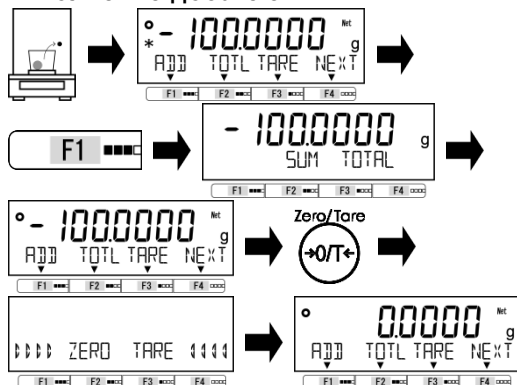 * - 100.0000 Net g
ADD TOTL TARE NEXT
F1 F2 F3 F4
F1
- 100.0000 g
SUM TOTAL
F1 F2 F3 F4
- 100.0000 Net g
ADD TOTL TARE NEXT
F1 F2 F3 F4
Zero/Tare
→0/T←
ZERO TARE
F1 F2 F3 F4
0.0000 Net g
ADD TOTL TARE NEXT
F1 F2 F3 F4